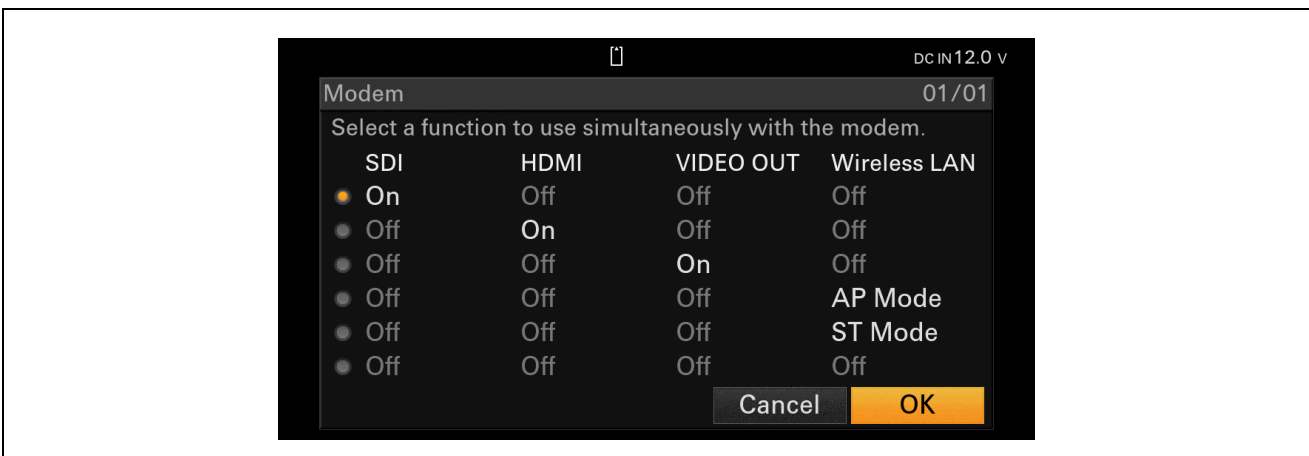 DC IN 12.0 V
Modem 01/01
Select a function to use simultaneously with the modem.
SDI HDMI VIDEO OUT Wireless LAN
On Off Off Off
Off On Off Off
Off Off On Off
Off Off Off AP Mode
Off Off Off ST Mode
Off Off Off Off
Cancel OK